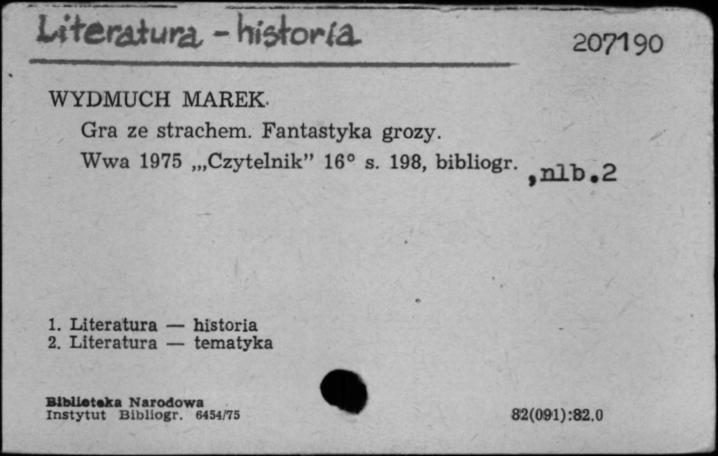 Literatura - historia
207190
WYDMUCH MAREK.
Gra ze strachem. Fantastyka grozy.
Wwa 1975 „,Czytelnik” 16° s. 198, bibliogr. ,nlb.2
1. Literatura — historia
2. Literatura — tematyka
Biblioteka Narodowa
Instytut Bibliogr. 6454/75
82(091):82.0